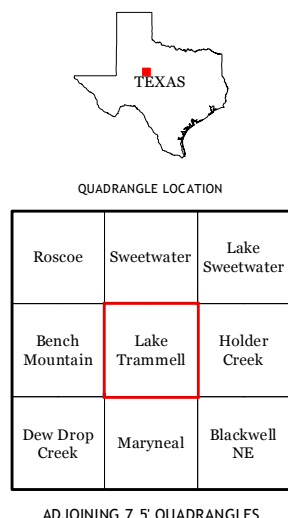 TEXAS
QUADRANGLE LOCATION
Roscoe
Sweetwater
Lake
Sweetwater
Bench
Mountain
Lake
Trammell
Holder
Creek
Dew Drop
Creek
Maryneal
Blackwell
NE
ADJOINING 7.5' QUADRANGLES